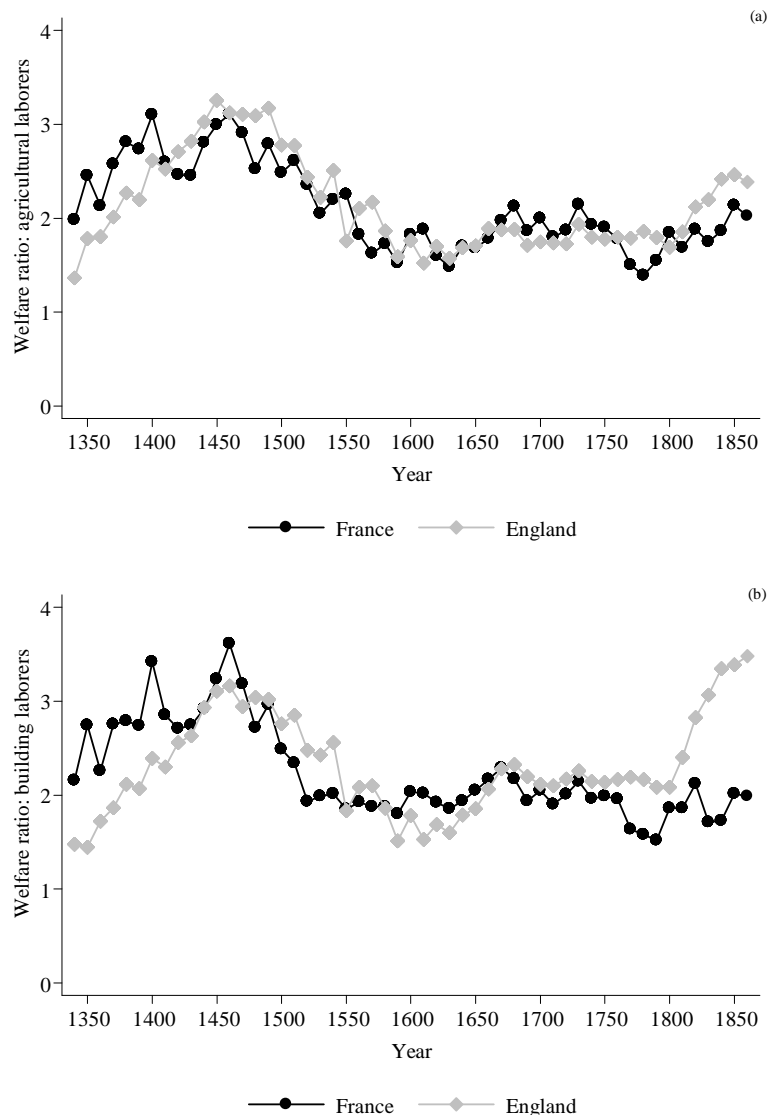 (a)
Welfare ratio: agricultural laborers
4
3
2
1
0
1350 1400 1450 1500 1550 1600 1650 1700 1750 1800 1850
Year
France England
(b)
Welfare ratio: building laborers
4
3
2
1
0
1350 1400 1450 1500 1550 1600 1650 1700 1750 1800 1850
Year
France England